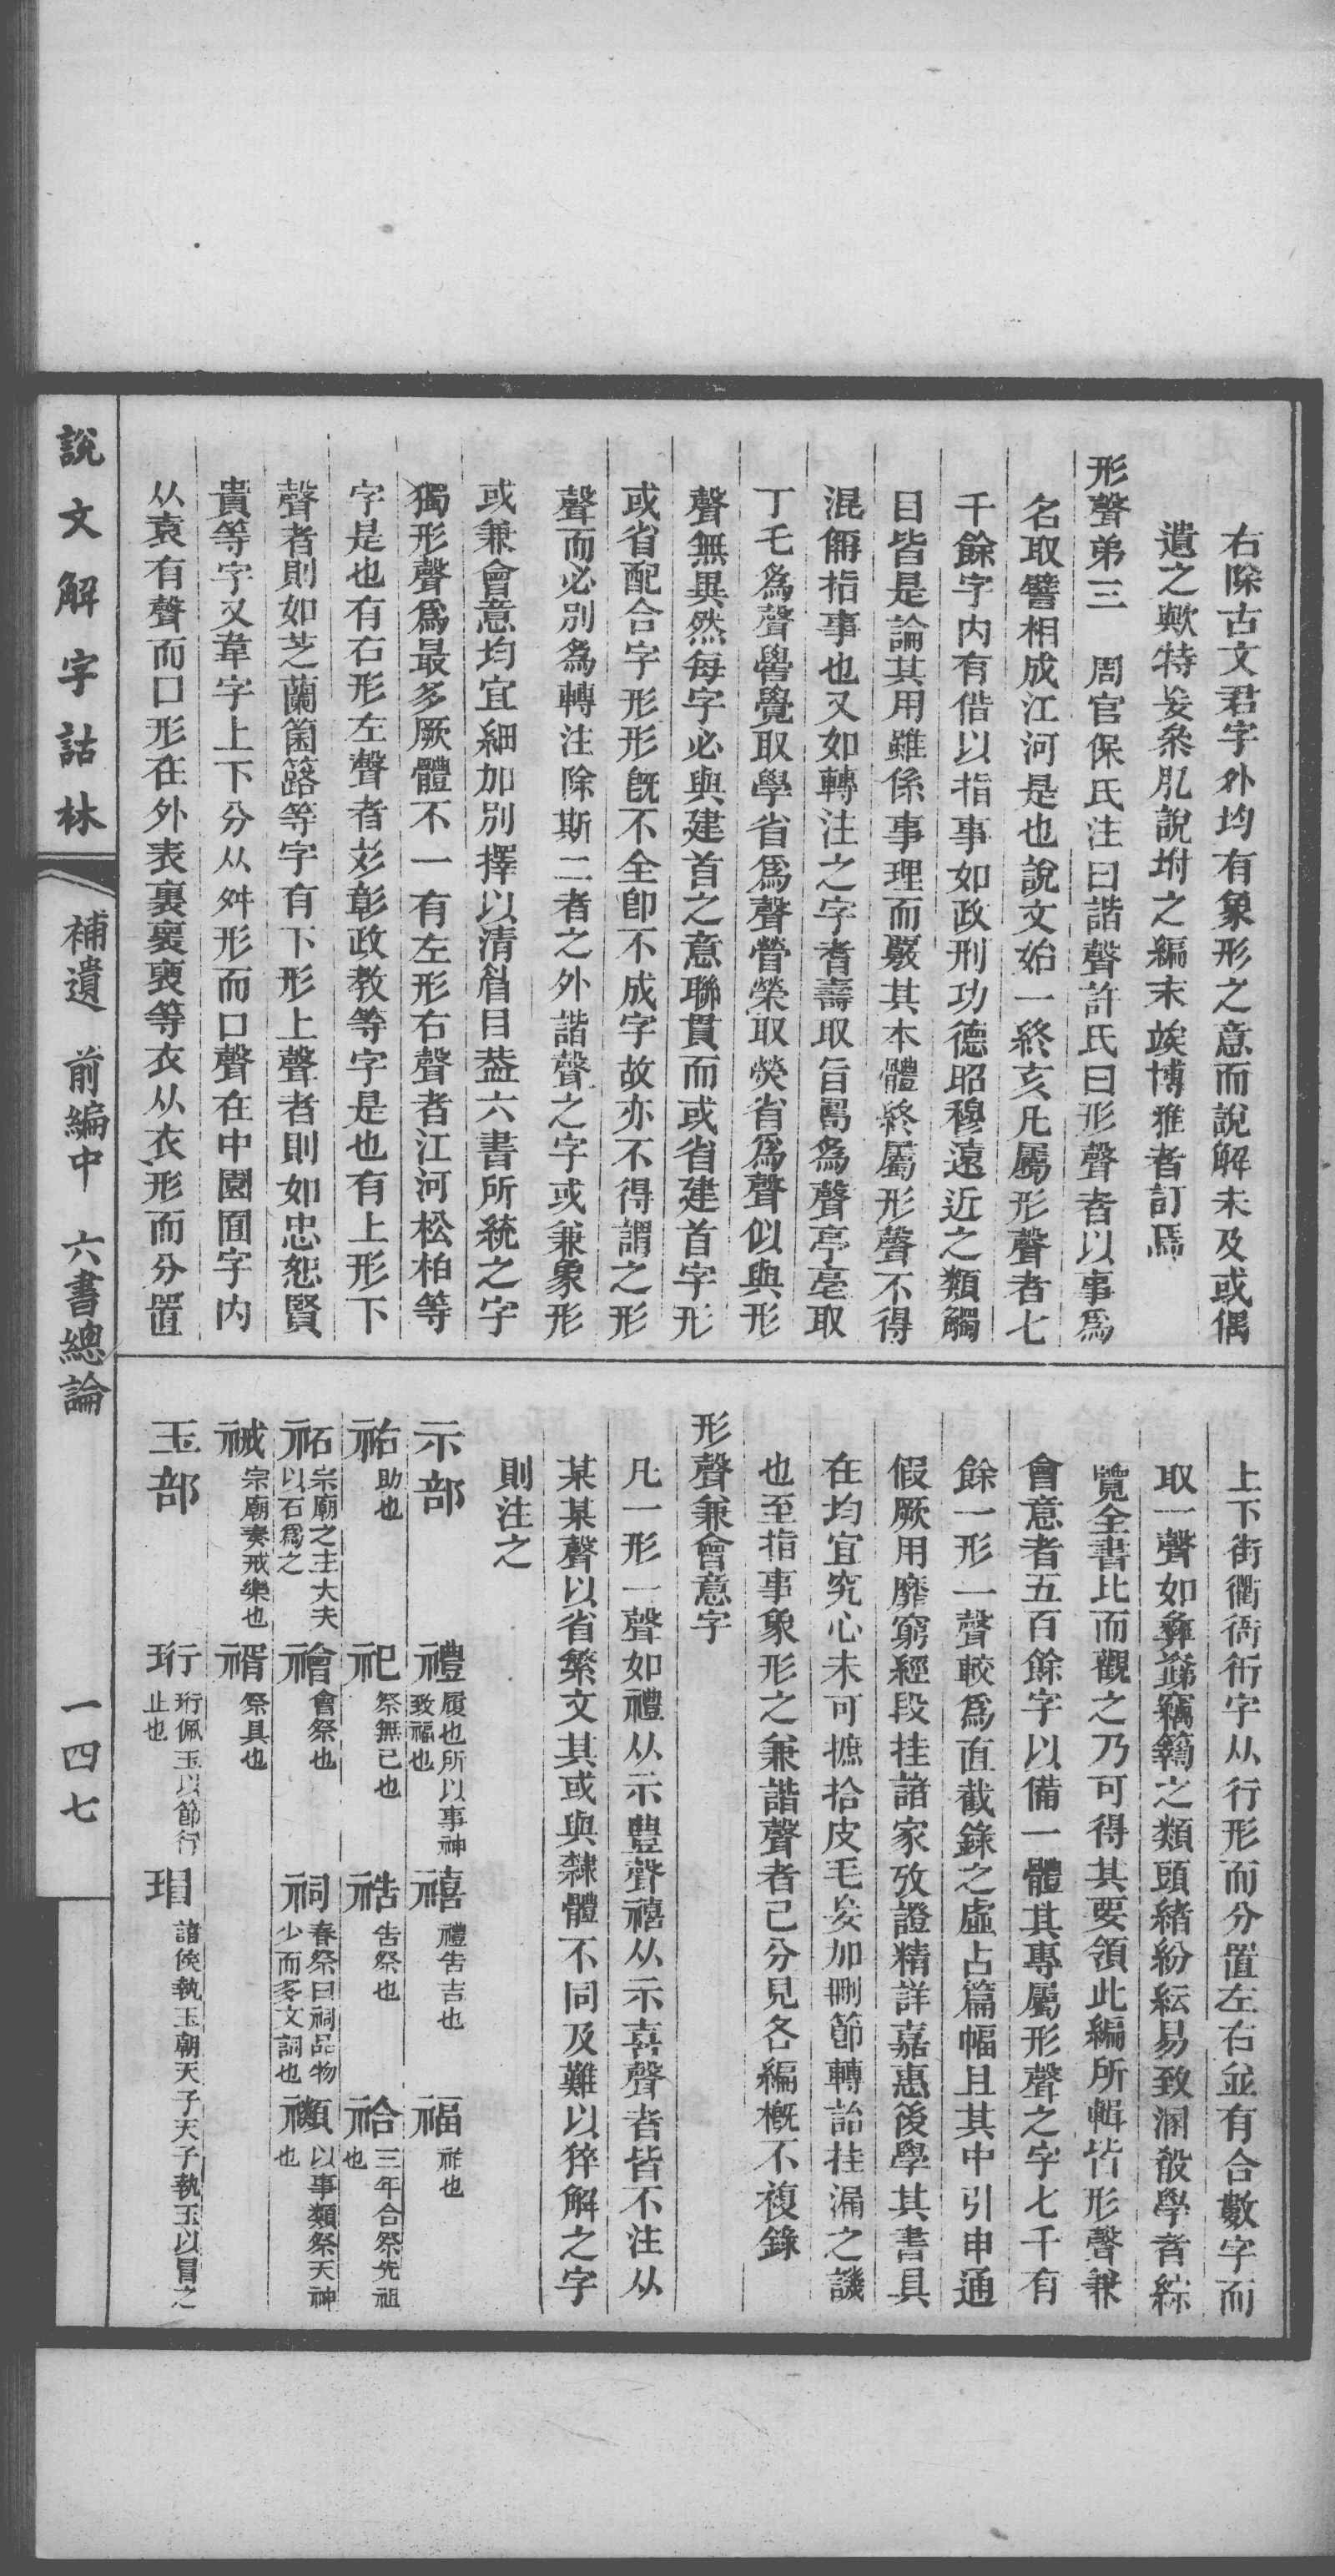 右除古文君字外均有象形之意而說解未及或偶
遺之歟特妄參肊說坿之編末竢博雅者訂焉
形聲弟三　周官保氏注曰諧聲許氏曰形聲者以事爲
名取譬相成江河是也說文始一終亥凡屬形聲者七
千餘字內有借以指事如政刑功德昭穆遠近之類觸
目皆是論其用雖係事理而覈其本體終屬形聲不得
混偁指事也又如轉注之字耆壽取旨𠷎爲聲亭亳取
丁乇爲聲嚳覺取學省爲聲營榮取熒省爲聲似與形
聲無異然每字必與建首之意聯貫而或省建首字形
或省配合字形形旣不全卽不成字故亦不得謂之形
聲而必別爲轉注除斯二者之外諧聲之字或兼象形
或兼會意均宜細加別擇以淸眉目葢六書所統之字
獨形聲爲最多厥體不一有左形右聲者江河松柏等
字是也有右形左聲者彣彰政教等字是也有上形下
聲者則如芝蘭箘簬等字有下形上聲者則如忠恕賢
貴等字又韋字上下分从舛形而口聲在中園圃字內
从袁有聲而囗形在外表裏襄裵等衣从衣形而分置
上下街衢衙衎字从行形而分置左右並有合數字而
取一聲如彝竊之類頭緒紛紜易致溷殽學者綜
覽全書比而觀之乃可得其要領此編所輯皆形聲兼
會意者五百餘字以備一體其專屬形聲之字七千有
餘一形一聲較爲直截錄之虛占篇幅且其中引申通
假厥用靡窮經段桂諸家攷證精詳嘉惠後學其書具
在均宜究心未可摭拾皮毛妄加刪節轉詒挂漏之譏
也至指事象形之兼諧聲者已分見各編槪不複錄
形聲兼會意字
凡一形一聲如禮从示豊聲禧从示喜聲者皆不注从
某某聲以省縣文其或與隸體不同及難以猝解之字
則注之
示部　禮　履也所以事神致福也　禧　禮吿吉也　福　祚也
祐　助也　祀　祭無已也　祰　吿祭也　祫　三年合祭先祖也
祏　宗廟之主大夫以石爲之　禬　會祭也　祠　春祭曰祠品物少而多文詞也　禷　以事類祭天神也
祴　宗廟奏祴樂也　𥛜　祭具也
玉部　珩　珩佩玉以節行止也　瑁　諸侯執玉朝天子天子執玉以冒之
說文解字詁林　補遺　前編中　六書總論　一四七